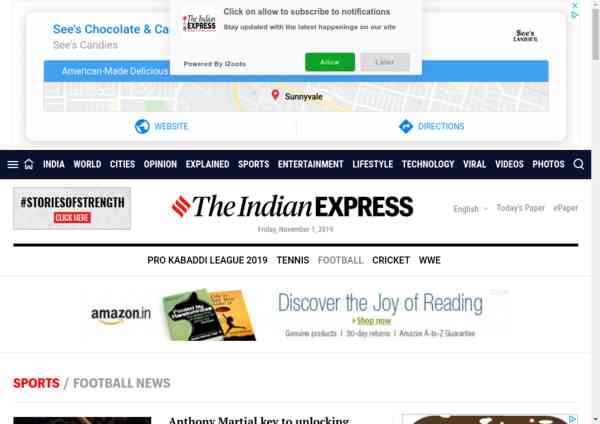 Click on allow to subscribe to notifications
Stay updated with the latest happenings on our site
The Indian EXPRESS
Powered By iZooto
Allow
Later
See's Chocolate & Ca
See's Candies
See's
CANDIES
American-Made Delicious
Sunnyvale
WEBSITE
DIRECTIONS
INDIA WORLD CITIES OPINION EXPLAINED SPORTS ENTERTAINMENT LIFESTYLE TECHNOLOGY VIRAL VIDEOS PHOTOS
#STORIESOFSTRENGTH
CLICK HERE
The Indian EXPRESS
Friday, November 1, 2019
English
Today's Paper
ePaper
PRO KABADDI LEAGUE 2019 TENNIS FOOTBALL CRICKET WWE
amazon.in
Fooled by Randomness
Discover the Joy of Reading
Shop now
Genuine products | 30-day returns | Amazon A-to-Z Guarantee
SPORTS / FOOTBALL NEWS
Anthony Martial key to unlocking